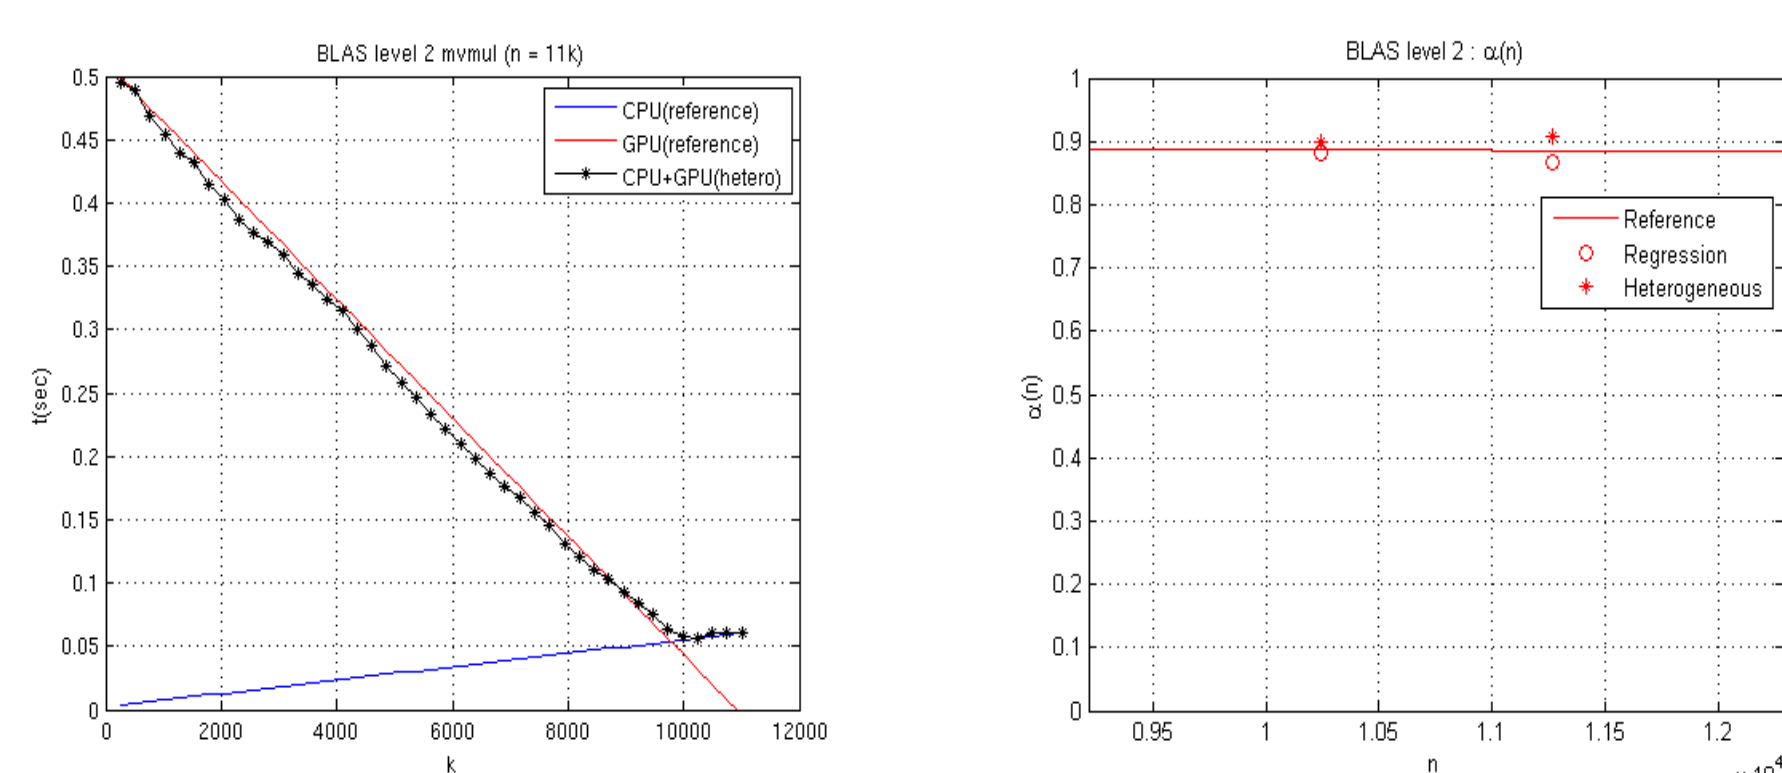 BLAS level 2 mvmul (n = 11k)
0.5
0.45
0.4
0.35
0.3
0.25
0.2
0.15
0.1
0.05
0
t(sec)
CPU(reference)
GPU(reference)
CPU+GPU(hetero)
0 2000 4000 6000 8000 10000 12000
k
BLAS level 2 : α(n)
1
0.9
0.8
0.7
0.6
0.5
0.4
0.3
0.2
0.1
0
α(n)
Reference
Regression
Heterogeneous
0.95 1 1.05 1.1 1.15 1.2
n